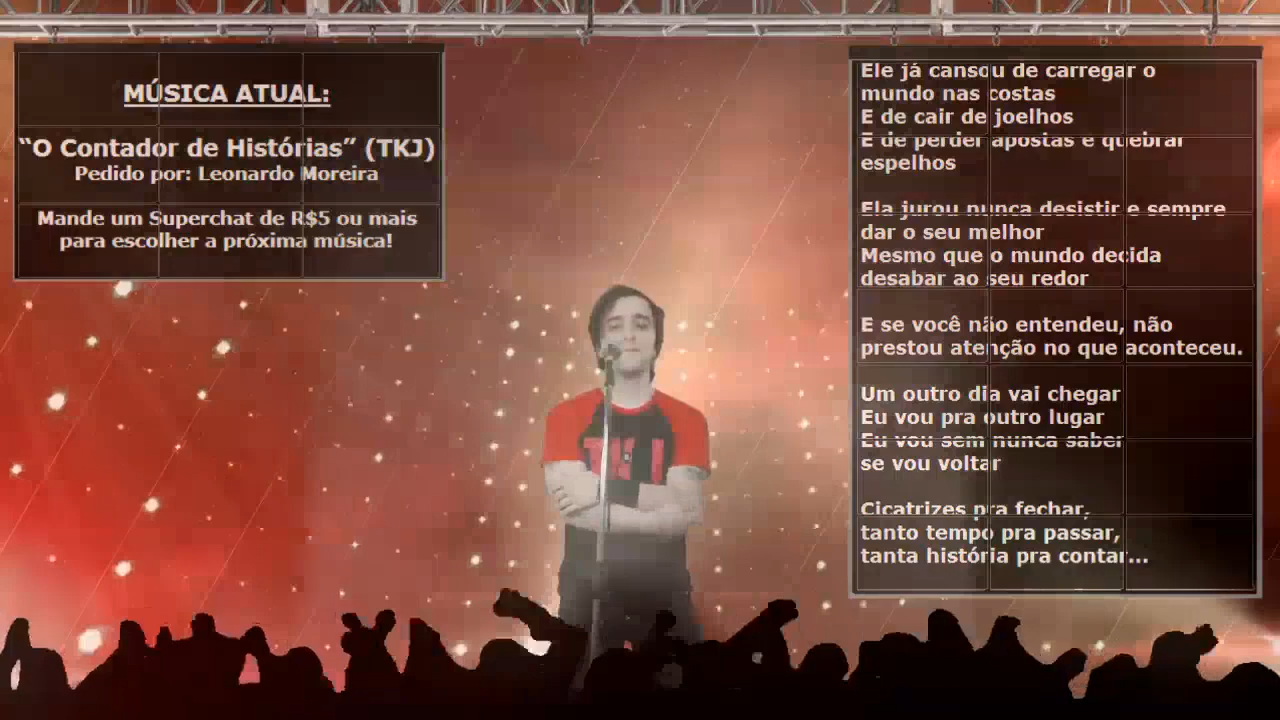 MÚSICA ATUAL:
“O Contador de Histórias” (TKJ)
Pedido por: Leonardo Moreira
Mande um Superchat de R$5 ou mais
para escolher a próxima música!
Ele já cansou de carregar o
mundo nas costas
E de cair de joelhos
E de perder apostas e quebrar
espelhos
Ela jurou nunca desistir e sempre
dar o seu melhor
Mesmo que o mundo decida
desabar ao seu redor
E se você não entendeu, não
prestou atenção no que aconteceu.
Um outro dia vai chegar
Eu vou pra outro lugar
Eu vou sem nunca saber
se vou voltar
Cicatrizes pra fechar,
tanto tempo pra passar,
tanta história pra contar...
TKJ